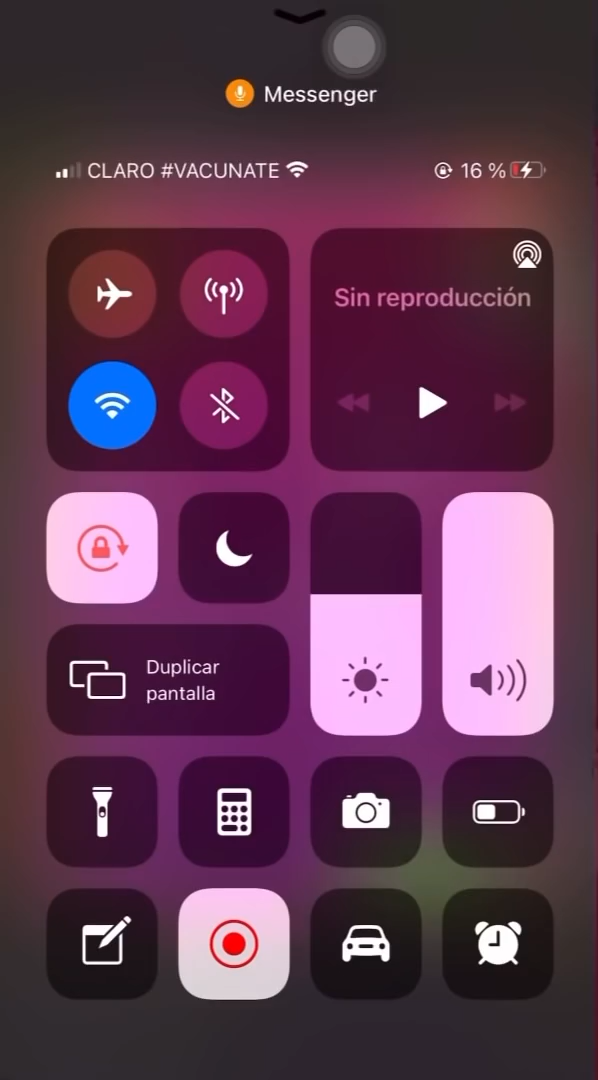 Messenger
CLARO #VACUNATE 16 %
Sin reproducción
Duplicar
pantalla